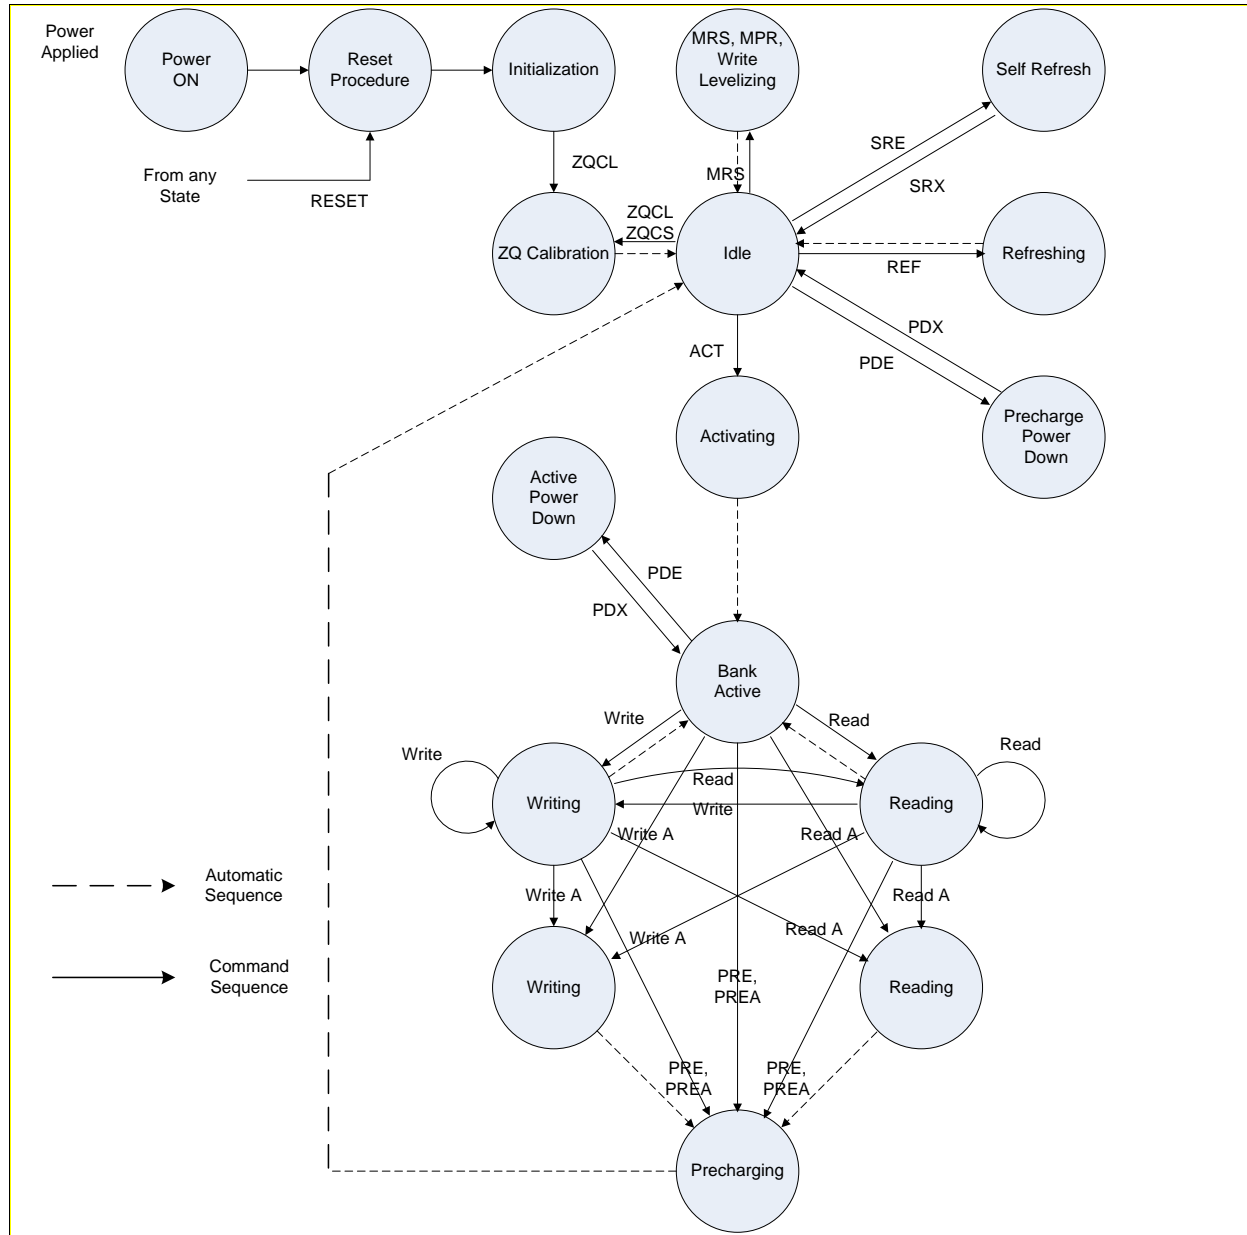 Power
Applied
Power
ON
Reset
Procedure
Initialization
MRS, MPR,
Write
Levelizing
Self Refresh
From any
State
RESET
ZQCL
MRS
SRE
SRX
ZQCL
ZQCS
ZQ Calibration
Idle
REF
Refreshing
ACT
PDX
PDE
Activating
Precharge
Power
Down
Active
Power
Down
PDE
PDX
Bank
Active
Write
Read
Write
Read
Writing
Read
Write
Reading
Write A
Read A
Write A
Read A
Write A
Read A
Automatic
Sequence
Command
Sequence
Writing
PRE,
PREA
Reading
PRE,
PREA
PRE,
PREA
Precharging